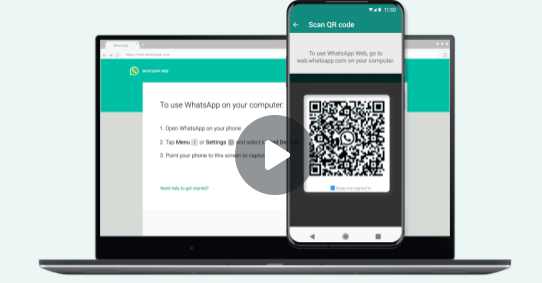 11:50
Scan QR code
To use WhatsApp Web, go to
web.whatsapp.com on your computer.
WhatsApp
https://web.whatsapp.com
WHATSAPP WEB
To use WhatsApp on your computer:
1. Open WhatsApp on your phone
2. Tap Menu or Settings and select
3. Point your phone to this screen to
Need help to get started?
Keep me signed in